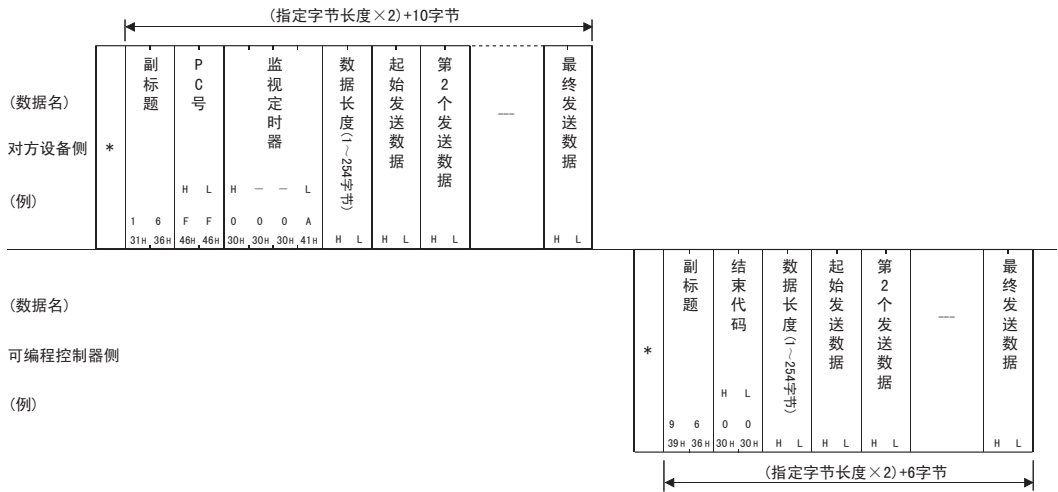 (指定字节长度×2)+10字节
(数据名)
对方设备侧
(例)
*
副标题
1 6
31H 36H
PC号
H L
F F
46H 46H
监视定时器
H － － L
0 0 0 A
30H 30H 30H 41H
数据长度(1～254字节)
H L
起始发送数据
H L
第2个发送数据
H L
---
最终发送数据
H L
(数据名)
可编程控制器侧
(例)
*
副标题
9 6
39H 36H
结束代码
H L
0 0
30H 30H
数据长度(1～254字节)
H L
起始发送数据
H L
第2个发送数据
H L
---
最终发送数据
H L
(指定字节长度×2)+6字节